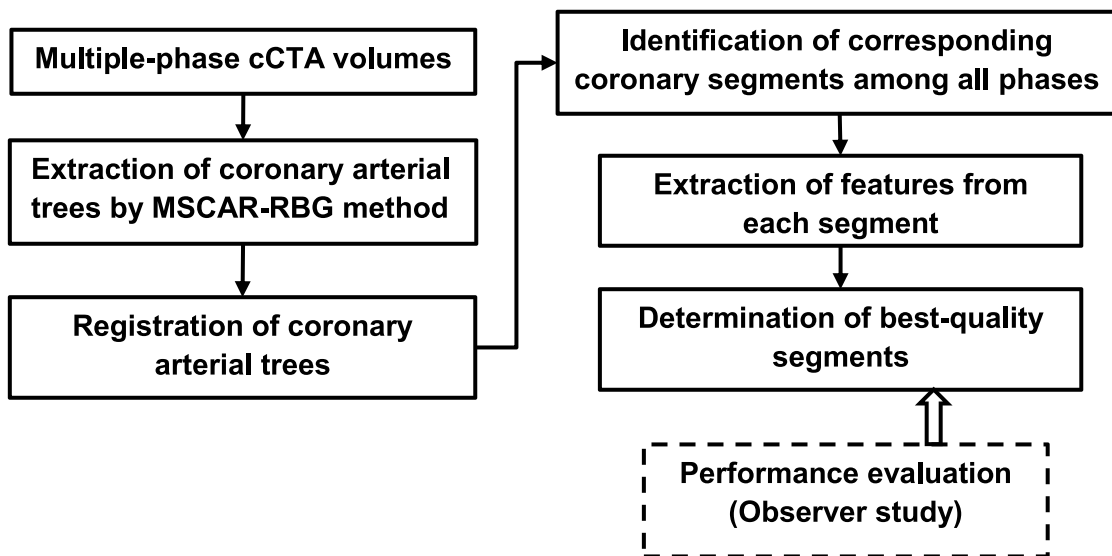 Multiple-phase cCTA volumes
Extraction of coronary arterial
trees by MSCAR-RBG method
Registration of coronary
arterial trees
Identification of corresponding
coronary segments among all phases
Extraction of features from
each segment
Determination of best-quality
segments
Performance evaluation
(Observer study)